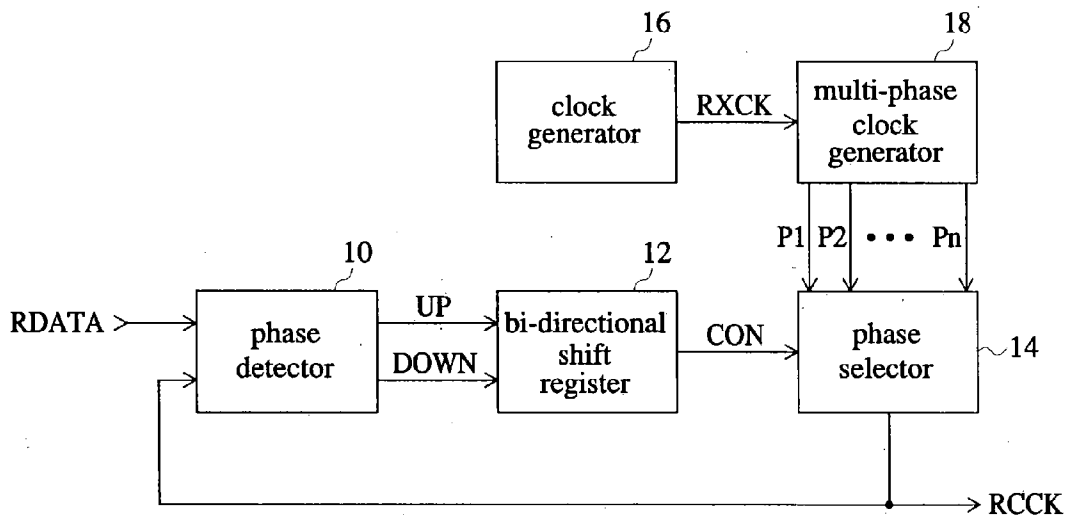 16
18
clock
generator
RXCK
multi-phase
clock
generator
P1
P2
• • •
Pn
10
12
RDATA
phase
detector
UP
DOWN
bi-directional
shift
register
CON
phase
selector
14
RCCK